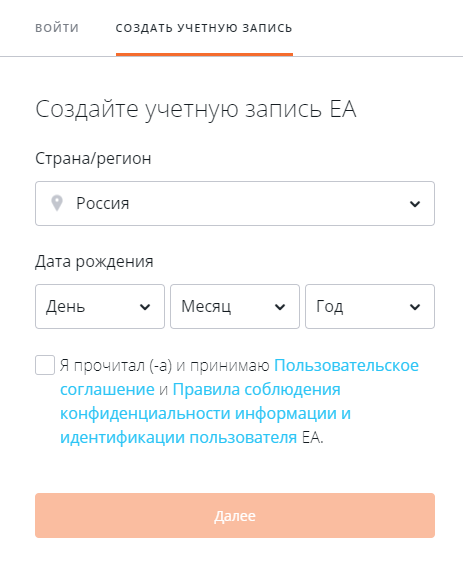 ВОЙТИ СОЗДАТЬ УЧЕТНУЮ ЗАПИСЬ
Создайте учетную запись EA
Страна/регион
Россия
Дата рождения
День Месяц Год
Я прочитал (-а) и принимаю Пользовательское
соглашение и Правила соблюдения
конфиденциальности информации и
идентификации пользователя EA.
Далее